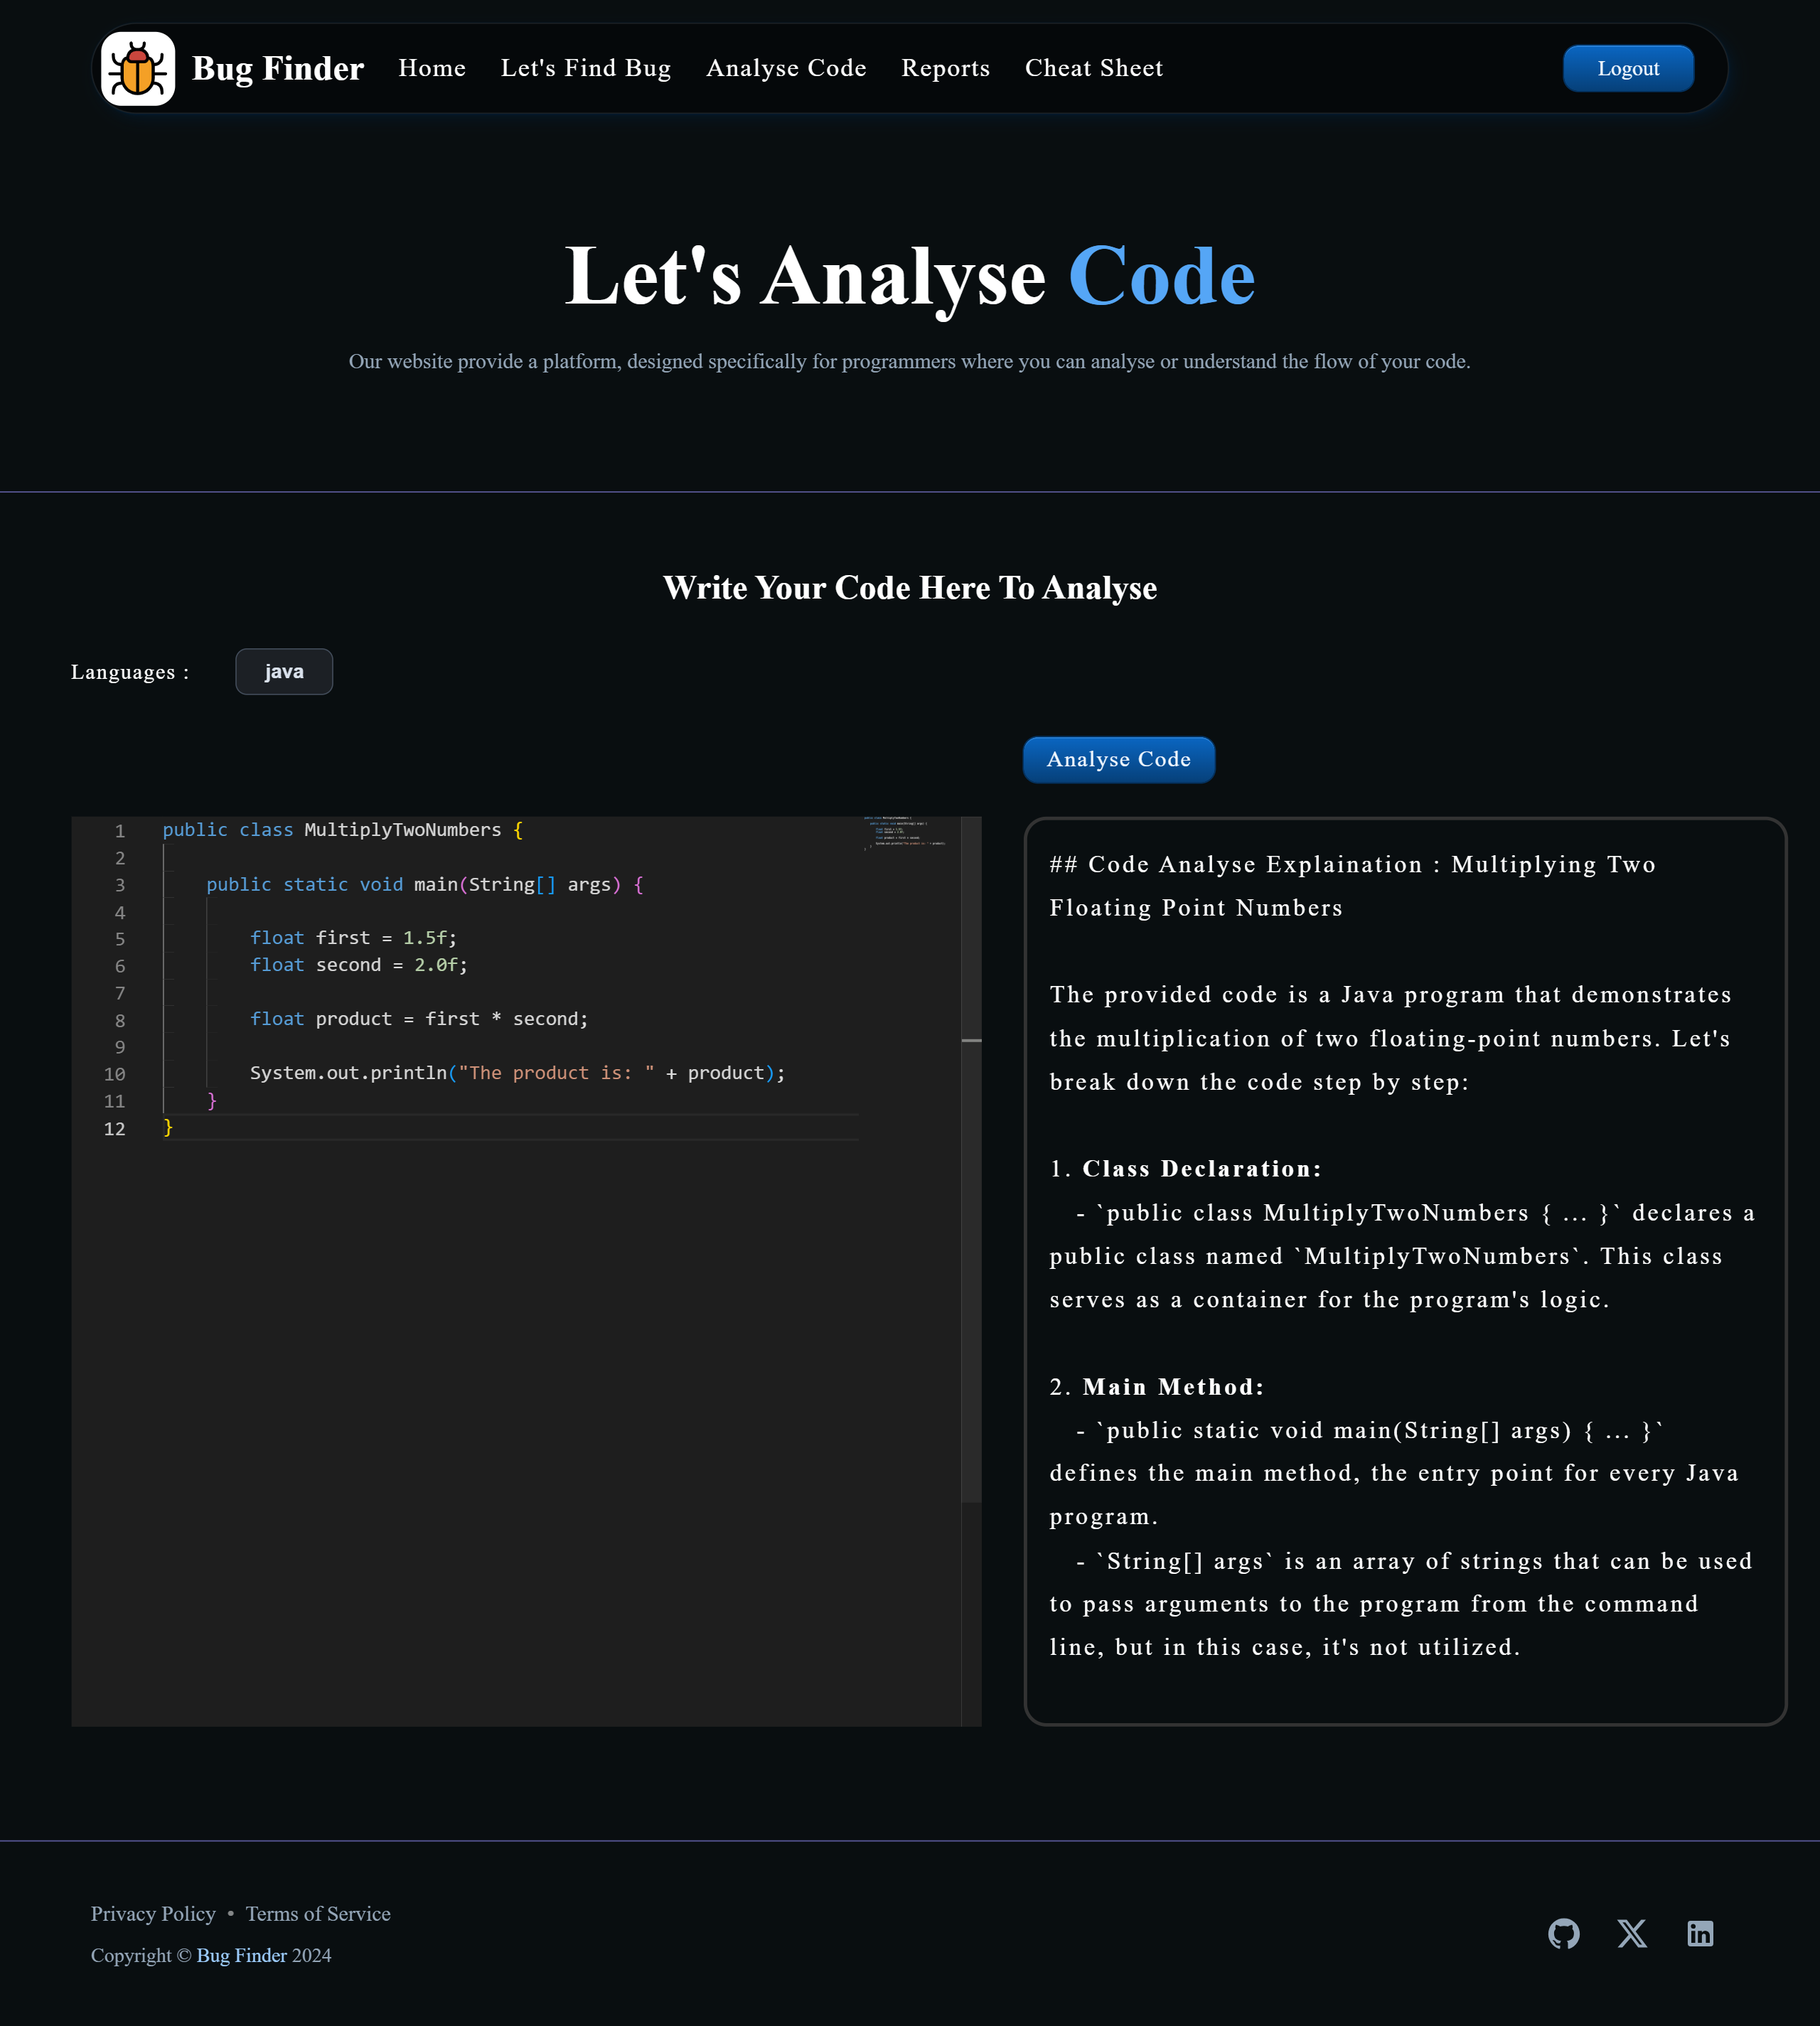 Bug Finder Home Let's Find Bug Analyse Code Reports Cheat Sheet Logout
Let's Analyse Code
Our website provide a platform, designed specifically for programmers where you can analyse or understand the flow of your code.
Write Your Code Here To Analyse
Languages : java
Analyse Code
1 public class MultiplyTwoNumbers {
2
3     public static void main(String[] args) {
4
5         float first = 1.5f;
6         float second = 2.0f;
7
8         float product = first * second;
9
10         System.out.println("The product is: " + product);
11     }
12 }
## Code Analyse Explaination : Multiplying Two
Floating Point Numbers
The provided code is a Java program that demonstrates
the multiplication of two floating-point numbers. Let's
break down the code step by step:
1. Class Declaration:
- `public class MultiplyTwoNumbers { ... }` declares a
public class named `MultiplyTwoNumbers`. This class
serves as a container for the program's logic.
2. Main Method:
- `public static void main(String[] args) { ... }`
defines the main method, the entry point for every Java
program.
- `String[] args` is an array of strings that can be used
to pass arguments to the program from the command
line, but in this case, it's not utilized.
Privacy Policy • Terms of Service
Copyright © Bug Finder 2024